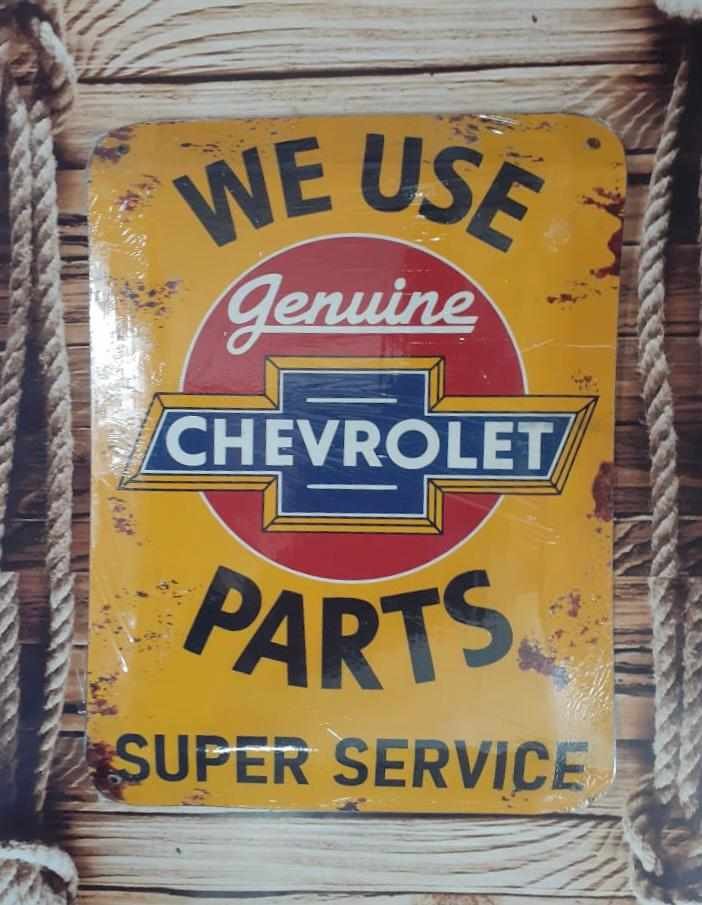 WE USE
Genuine
CHEVROLET
PARTS
SUPER SERVICE